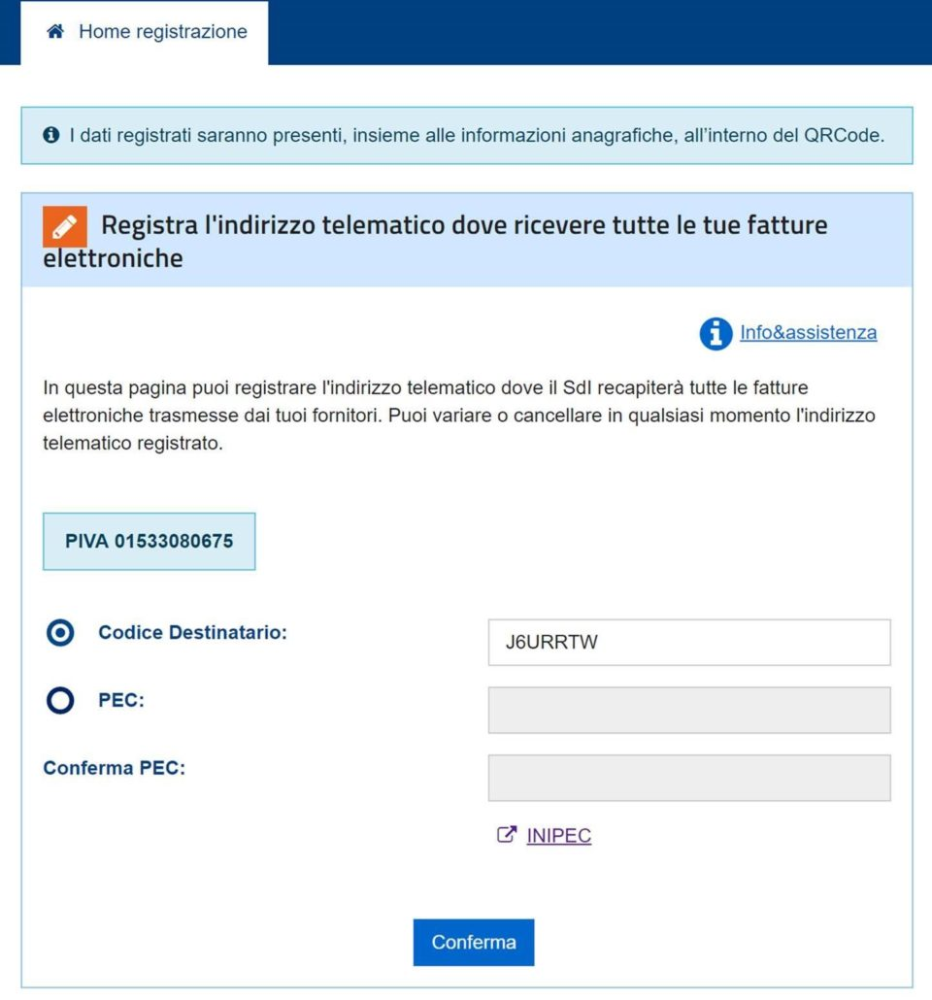 Home registrazione
I dati registrati saranno presenti, insieme alle informazioni anagrafiche, all'interno del QRCode.
Registra l'indirizzo telematico dove ricevere tutte le tue fatture
elettroniche
Info&assistenza
In questa pagina puoi registrare l'indirizzo telematico dove il SdI recapiterà tutte le fatture
elettroniche trasmesse dai tuoi fornitori. Puoi variare o cancellare in qualsiasi momento l'indirizzo
telematico registrato.
PIVA 01533080675
Codice Destinatario:
J6URRTW
PEC:
Conferma PEC:
INIPEC
Conferma